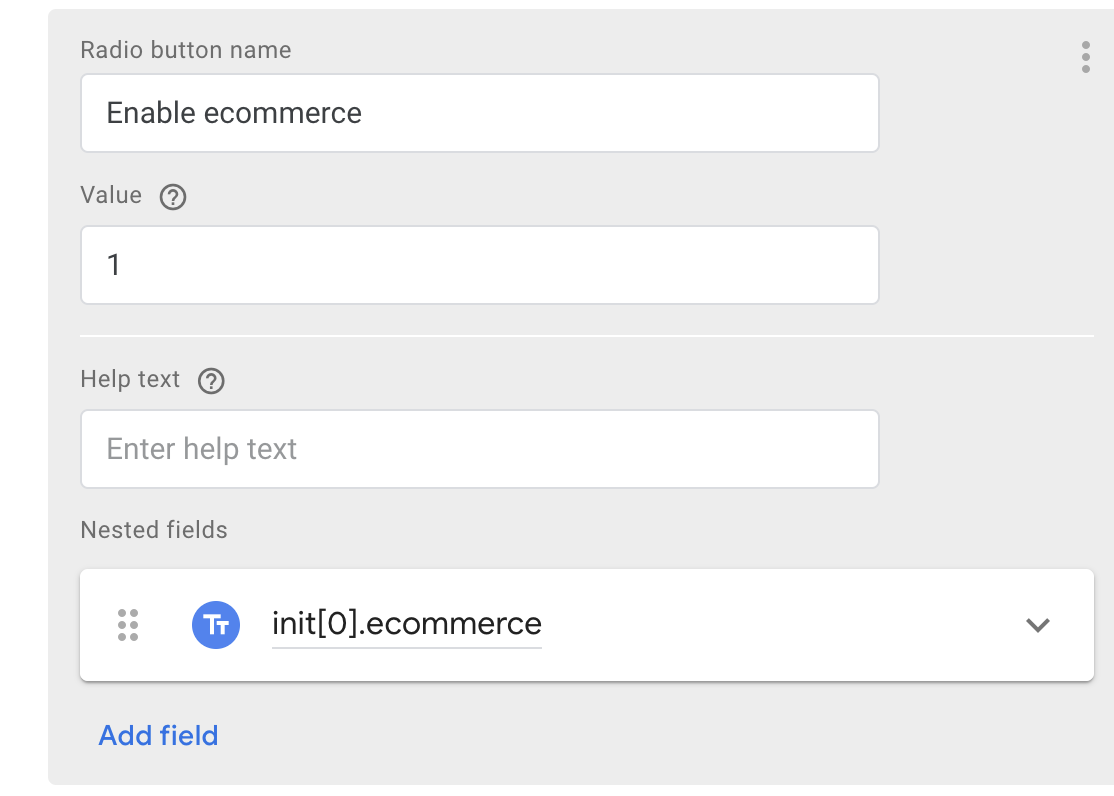 Radio button name
Enable ecommerce
Value ?
1
Help text ?
Enter help text
Nested fields
Tт init[0].ecommerce
Add field